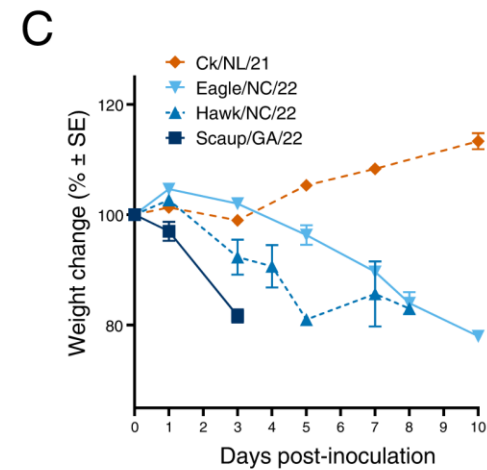 C
Ck/NL/21
Eagle/NC/22
Hawk/NC/22
Scaup/GA/22
Weight change (% ± SE)
120
100
80
0 1 2 3 4 5 6 7 8 9 10
Days post-inoculation